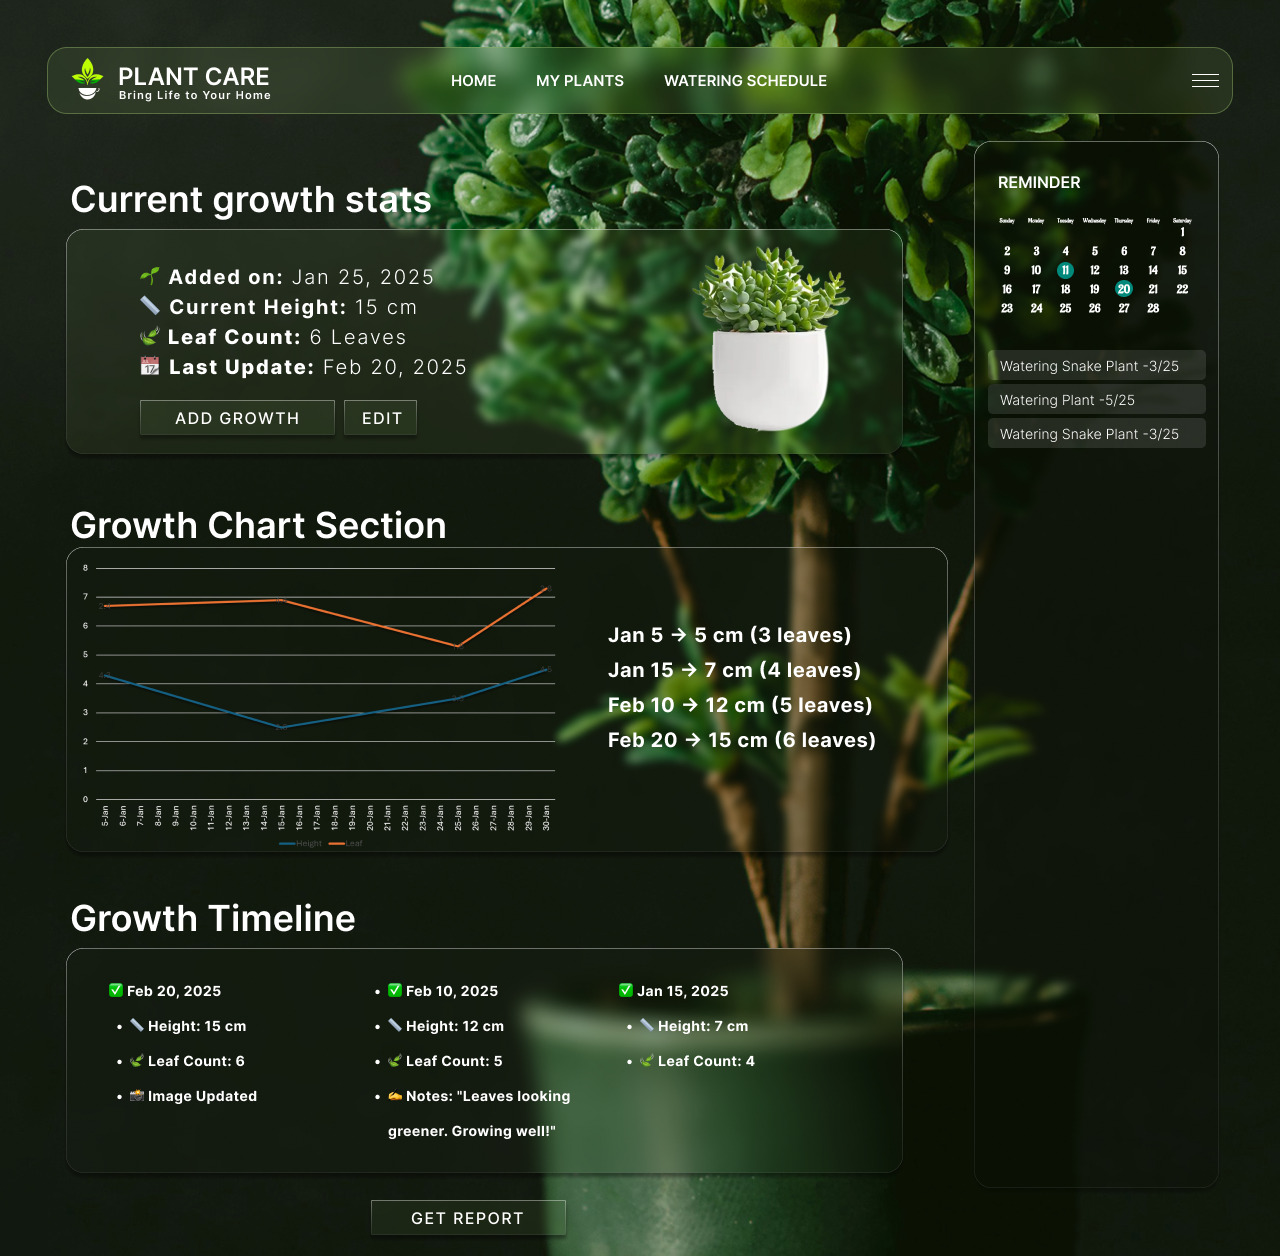 PLANT CARE
Bring Life to Your Home
HOME MY PLANTS WATERING SCHEDULE
Current growth stats
🌱 Added on: Jan 25, 2025
📏 Current Height: 15 cm
🌿 Leaf Count: 6 Leaves
📆 Last Update: Feb 20, 2025
ADD GROWTH EDIT
REMINDER
Sunday Monday Tuesday Wednesday Thursday Friday Saturday
1
2 3 4 5 6 7 8
9 10 11 12 13 14 15
16 17 18 19 20 21 22
23 24 25 26 27 28
Watering Snake Plant -3/25
Watering Plant -5/25
Watering Snake Plant -3/25
Growth Chart Section
8
7
6
5
4
3
2
1
0
5-Jan 6-Jan 7-Jan 8-Jan 9-Jan 10-Jan 11-Jan 12-Jan 13-Jan 14-Jan 15-Jan 16-Jan 17-Jan 18-Jan 19-Jan 20-Jan 21-Jan 22-Jan 23-Jan 24-Jan 25-Jan 26-Jan 27-Jan 28-Jan 29-Jan 30-Jan
Height Leaf
Jan 5 → 5 cm (3 leaves)
Jan 15 → 7 cm (4 leaves)
Feb 10 → 12 cm (5 leaves)
Feb 20 → 15 cm (6 leaves)
Growth Timeline
✅ Feb 20, 2025
• 📏 Height: 15 cm
• 🌿 Leaf Count: 6
• 📸 Image Updated
• ✅ Feb 10, 2025
• 📏 Height: 12 cm
• 🌿 Leaf Count: 5
• ✍️ Notes: "Leaves looking
greener. Growing well!"
✅ Jan 15, 2025
• 📏 Height: 7 cm
• 🌿 Leaf Count: 4
GET REPORT